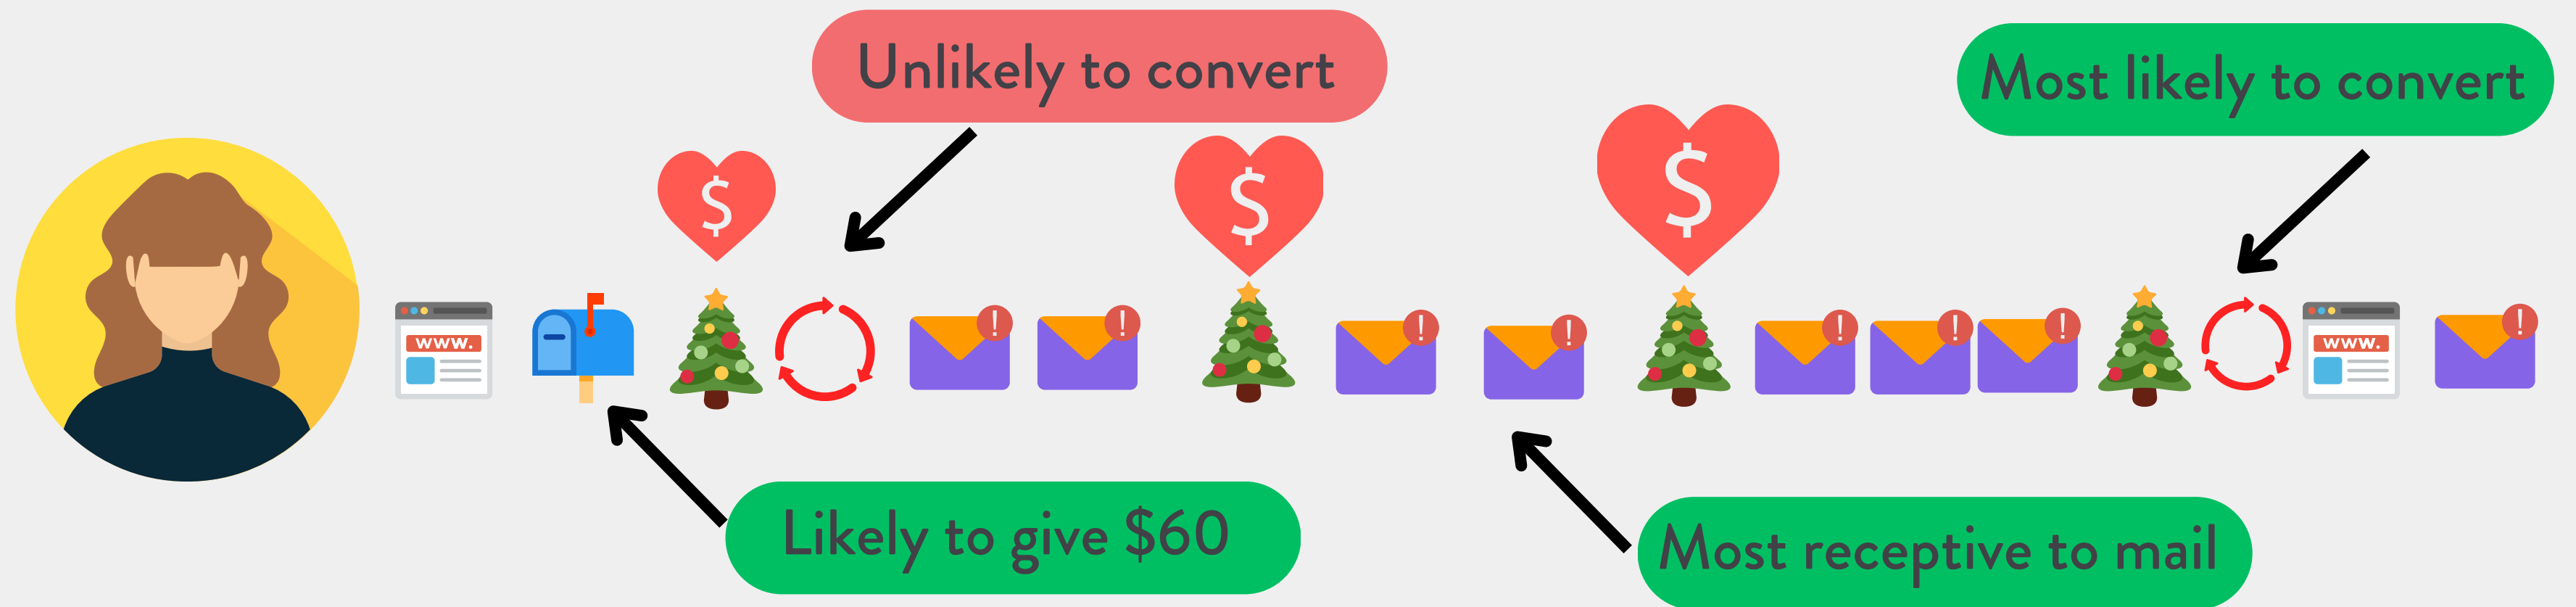 Unlikely to convert
Most likely to convert
$
$
$
www.
!
!
!
!
!
!
!
www.
!
Likely to give $60
Most receptive to mail